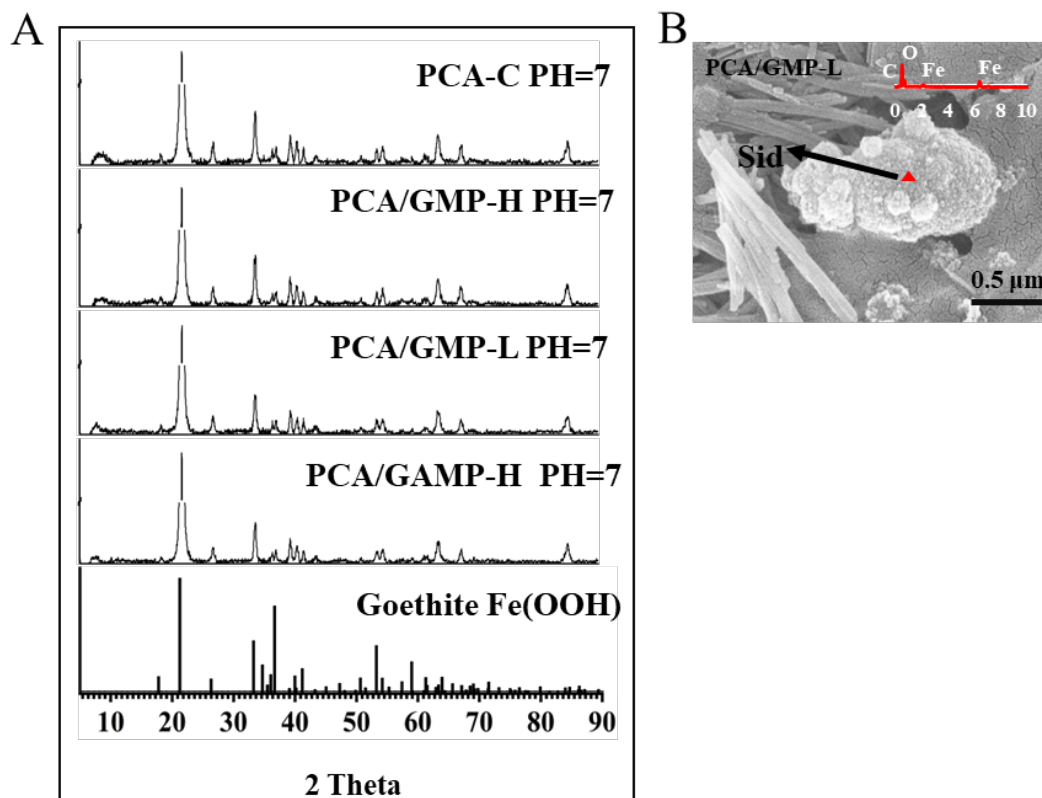 A
PCA-C PH=7
PCA/GMP-H PH=7
PCA/GMP-L PH=7
PCA/GAMP-H PH=7
Goethite Fe(OOH)
10 20 30 40 50 60 70 80 90
2 Theta
B
PCA/GMP-L
C O Fe Fe
0 2 4 6 8 10
Sid
0.5 μm